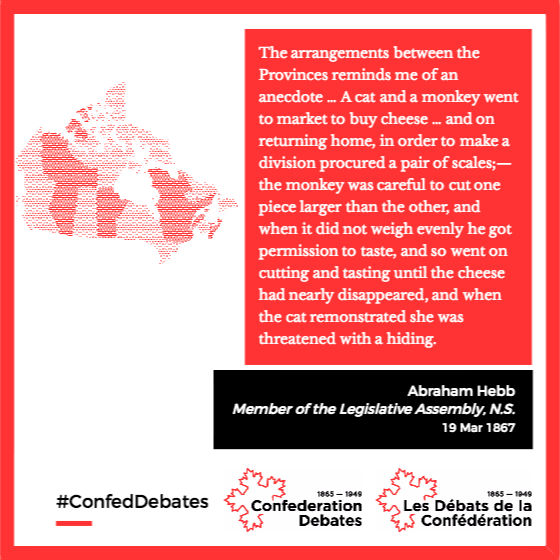 The arrangements between the
Provinces reminds me of an
anecdote ... A cat and a monkey went
to market to buy cheese ... and on
returning home, in order to make a
division procured a pair of scales;—
the monkey was careful to cut one
piece larger than the other, and
when it did not weigh evenly he got
permission to taste, and so went on
cutting and tasting until the cheese
had nearly disappeared, and when
the cat remonstrated she was
threatened with a hiding.
Abraham Hebb
Member of the Legislative Assembly, N.S.
19 Mar 1867
#ConfedDebates
1865 — 1949
Confederation
Debates
1865 — 1949
Les Débats de la
Confédération